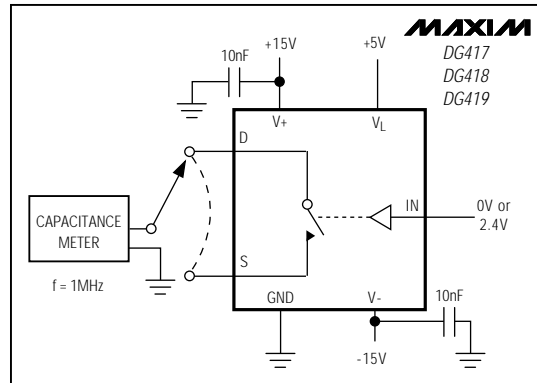 MAXIM
DG417
DG418
DG419
+15V
+5V
10nF
V+
VL
D
IN
0V or
2.4V
CAPACITANCE
METER
S
f = 1MHz
GND
V-
10nF
-15V